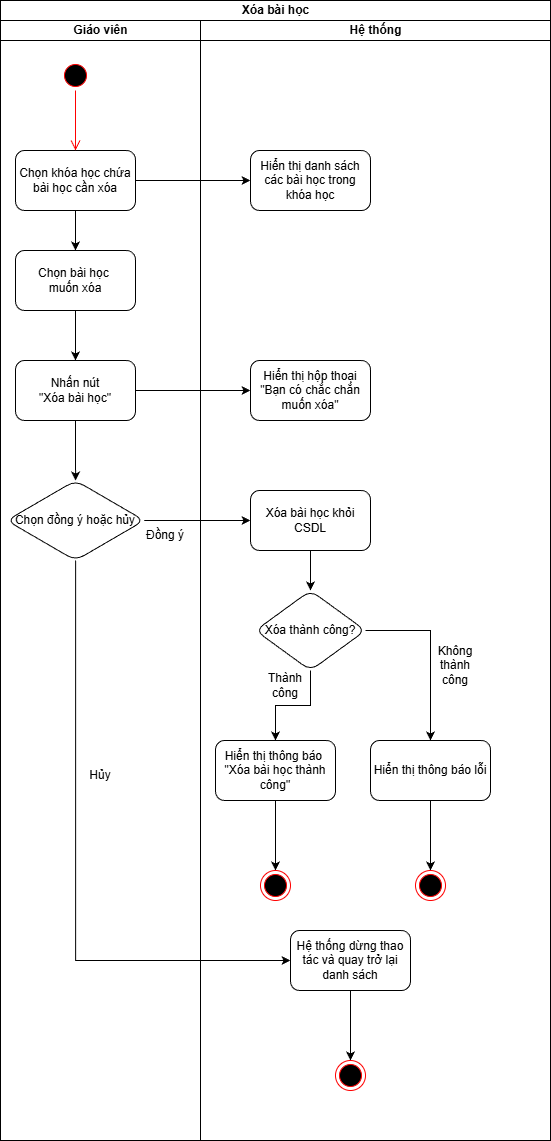 Xóa bài học
Giáo viên
Hệ thống
Chọn khóa học chứa
bài học cần xóa
Hiển thị danh sách
các bài học trong
khóa học
Chọn bài học
muốn xóa
Nhấn nút
"Xóa bài học"
Hiển thị hộp thoại
"Bạn có chắc chắn
muốn xóa"
Chọn đồng ý hoặc hủy
Đồng ý
Xóa bài học khỏi
CSDL
Xóa thành công?
Không
thành
công
Thành
công
Hiển thị thông báo
"Xóa bài học thành
công"
Hiển thị thông báo lỗi
Hủy
Hệ thống dừng thao
tác và quay trở lại
danh sách